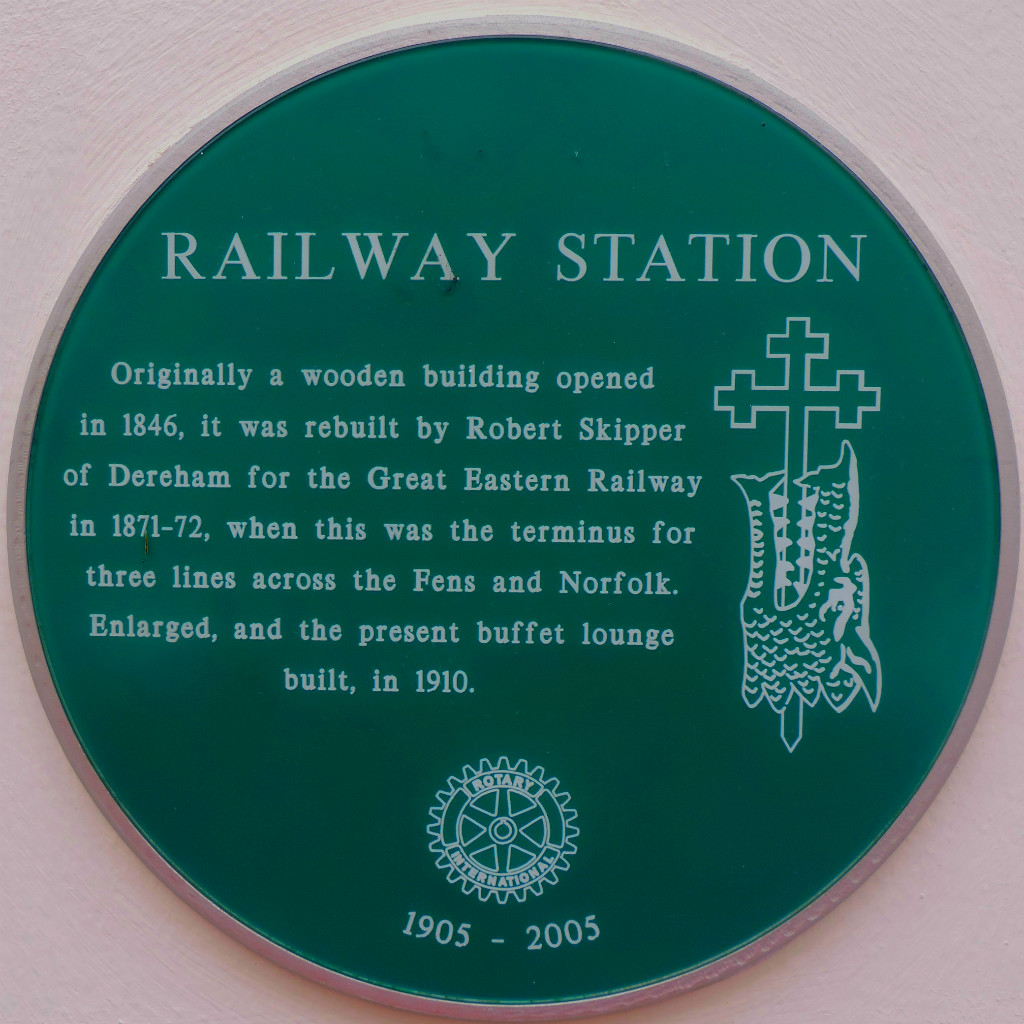 RAILWAY STATION
Originally a wooden building opened
in 1846, it was rebuilt by Robert Skipper
of Dereham for the Great Eastern Railway
in 1871-72, when this was the terminus for
three lines across the Fens and Norfolk.
Enlarged, and the present buffet lounge
built, in 1910.
ROTARY
INTERNATIONAL
1905 - 2005